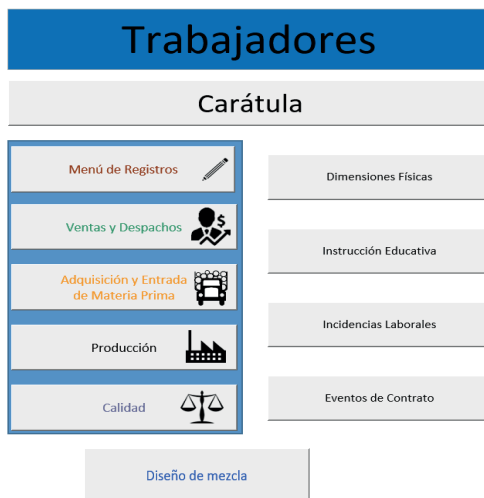 Trabajadores
Carátula
Menú de Registros
Ventas y Despachos
Adquisición y Entrada
de Materia Prima
Producción
Calidad
Dimensiones Físicas
Instrucción Educativa
Incidencias Laborales
Eventos de Contrato
Diseño de mezcla